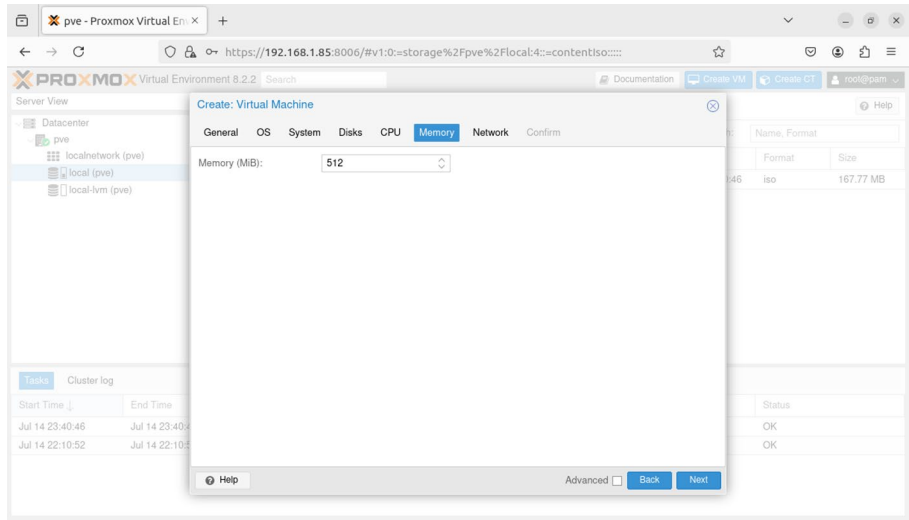 pve - Proxmox Virtual En
https://192.168.1.85:8006/#v1:0:=storage%2Fpve%2Flocal:4::=contentIso:::::
PROXMOX Virtual Environment 8.2.2 Search Documentation Create VM Create CT root@pam
Server View
Help
Create: Virtual Machine
Datacenter
pve
localnetwork (pve)
local (pve)
local-lvm (pve)
General OS System Disks CPU Memory Network Confirm
Name, Format
Memory (MiB): 512
Format Size
:46 iso 167.77 MB
Tasks Cluster log
Start Time ↓ End Time Status
Jul 14 23:40:46 Jul 14 23:40: OK
Jul 14 22:10:52 Jul 14 22:10: OK
Help Advanced Back Next